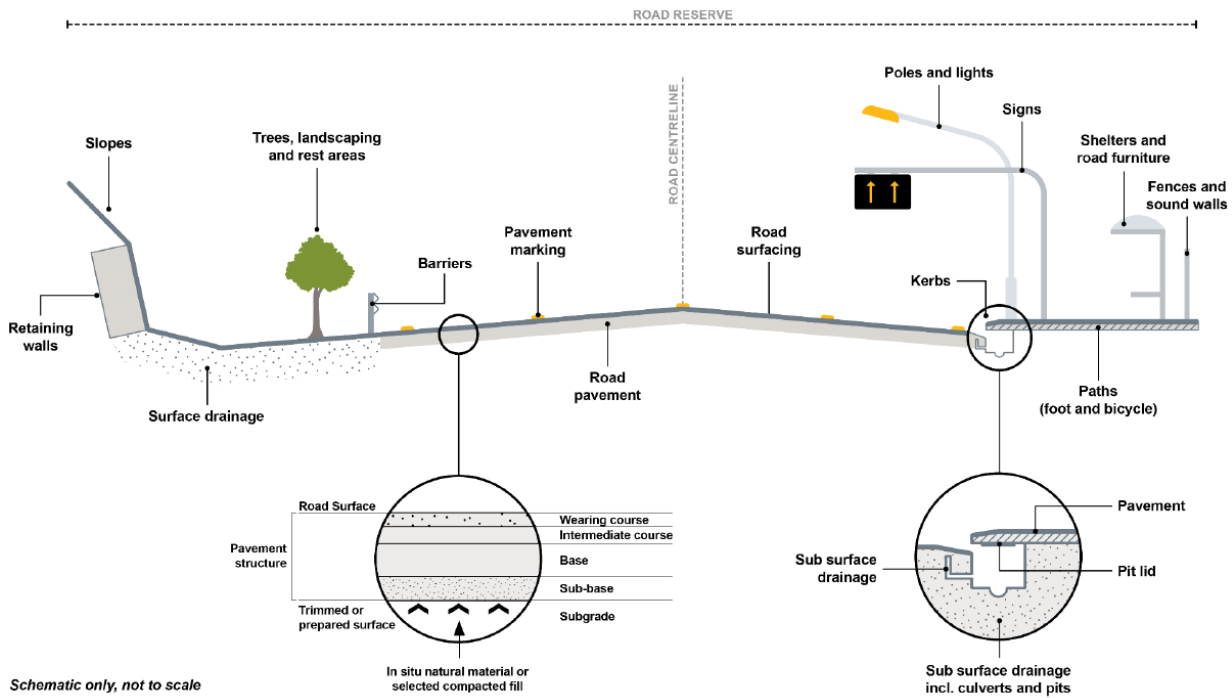 ROAD RESERVE
Poles and lights
Signs
Slopes
Trees, landscaping
and rest areas
ROAD CENTRELINE
Shelters and
road furniture
Fences and
sound walls
Pavement
marking
Road
surfacing
Barriers
Kerbs
Retaining
walls
Surface drainage
Road
pavement
Paths
(foot and bicycle)
Road Surface
Wearing course
Intermediate course
Pavement
structure
Base
Sub-base
Trimmed or
prepared surface
Subgrade
In situ natural material or
selected compacted fill
Pavement
Sub surface
drainage
Pit lid
Sub surface drainage
incl. culverts and pits
Schematic only, not to scale